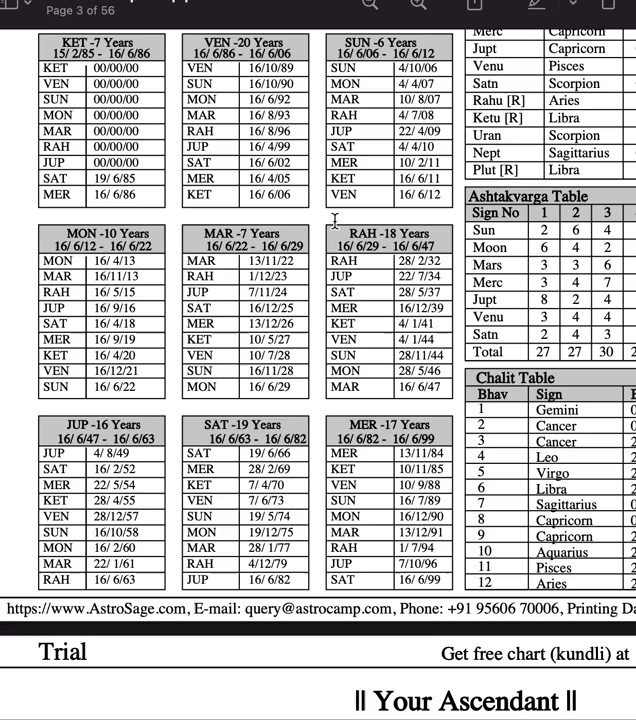 Page 3 of 56
KET -7 Years
15/ 2/85 - 16/ 6/86
KET 00/00/00
VEN 00/00/00
SUN 00/00/00
MON 00/00/00
MAR 00/00/00
RAH 00/00/00
JUP 00/00/00
SAT 19/ 6/85
MER 16/ 6/86
VEN -20 Years
16/ 6/86 - 16/ 6/06
VEN 16/10/89
SUN 16/10/90
MON 16/ 6/92
MAR 16/ 8/93
RAH 16/ 8/96
JUP 16/ 4/99
SAT 16/ 6/02
MER 16/ 4/05
KET 16/ 6/06
SUN -6 Years
16/ 6/06 - 16/ 6/12
SUN 4/10/06
MON 4/ 4/07
MAR 10/ 8/07
RAH 4/ 7/08
JUP 22/ 4/09
SAT 4/ 4/10
MER 10/ 2/11
KET 16/ 6/11
VEN 16/ 6/12
Merc Capricorn
Jupt Capricorn
Venu Pisces
Satn Scorpion
Rahu [R] Aries
Ketu [R] Libra
Uran Scorpion
Nept Sagittarius
Plut [R] Libra
Ashtakvarga Table
Sign No 1 2 3
Sun 2 6 4
Moon 6 4 2
Mars 3 3 6
Merc 3 4 7
Jupt 8 2 4
Venu 3 4 4
Satn 2 4 3
Total 27 27 30
MON -10 Years
16/ 6/12 - 16/ 6/22
MON 16/ 4/13
MAR 16/11/13
RAH 16/ 5/15
JUP 16/ 9/16
SAT 16/ 4/18
MER 16/ 9/19
KET 16/ 4/20
VEN 16/12/21
SUN 16/ 6/22
MAR -7 Years
16/ 6/22 - 16/ 6/29
MAR 13/11/22
RAH 1/12/23
JUP 7/11/24
SAT 16/12/25
MER 13/12/26
KET 10/ 5/27
VEN 10/ 7/28
SUN 16/11/28
MON 16/ 6/29
RAH -18 Years
16/ 6/29 - 16/ 6/47
RAH 28/ 2/32
JUP 22/ 7/34
SAT 28/ 5/37
MER 16/12/39
KET 4/ 1/41
VEN 4/ 1/44
SUN 28/11/44
MON 28/ 5/46
MAR 16/ 6/47
Chalit Table
Bhav Sign
1 Gemini
2 Cancer
3 Cancer
4 Leo
5 Virgo
6 Libra
7 Sagittarius
8 Capricorn
9 Capricorn
10 Aquarius
11 Pisces
12 Aries
JUP -16 Years
16/ 6/47 - 16/ 6/63
JUP 4/ 8/49
SAT 16/ 2/52
MER 22/ 5/54
KET 28/ 4/55
VEN 28/12/57
SUN 16/10/58
MON 16/ 2/60
MAR 22/ 1/61
RAH 16/ 6/63
SAT -19 Years
16/ 6/63 - 16/ 6/82
SAT 19/ 6/66
MER 28/ 2/69
KET 7/ 4/70
VEN 7/ 6/73
SUN 19/ 5/74
MON 19/12/75
MAR 28/ 1/77
RAH 4/12/79
JUP 16/ 6/82
MER -17 Years
16/ 6/82 - 16/ 6/99
MER 13/11/84
KET 10/11/85
VEN 10/ 9/88
SUN 16/ 7/89
MON 16/12/90
MAR 13/12/91
RAH 1/ 7/94
JUP 7/10/96
SAT 16/ 6/99
https://www.AstroSage.com, E-mail: query@astrocamp.com, Phone: +91 95606 70006, Printing
Trial
Get free chart (kundli) at
|| Your Ascendant ||